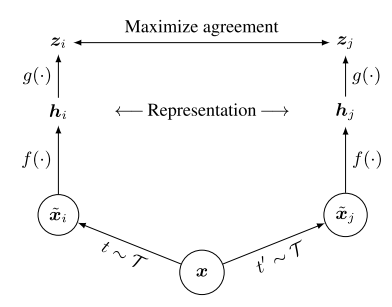 Maximize agreement
z_i z_j
g(·) g(·)
h_i ⟵ Representation ⟶ h_j
f(·) f(·)
x̃_i x̃_j
t ~ 𝒯 t′ ~ 𝒯
x